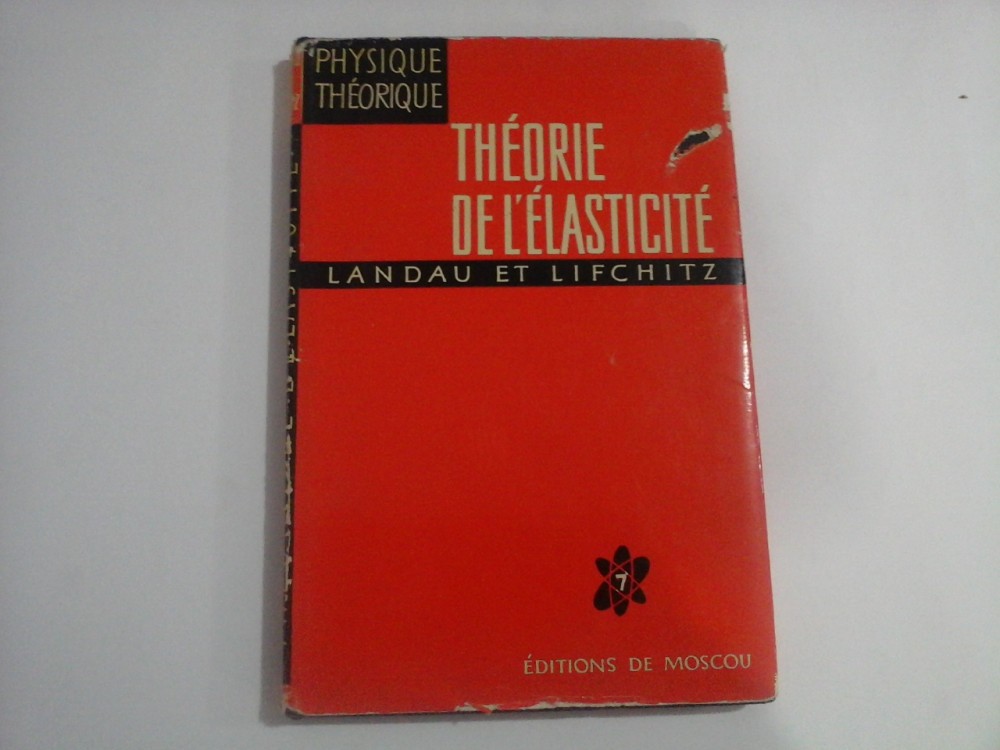 PHYSIQUE
THÉORIQUE
THÉORIE
DE L'ÉLASTICITÉ
LANDAU ET LIFCHITZ
7
ÉDITIONS DE MOSCOU